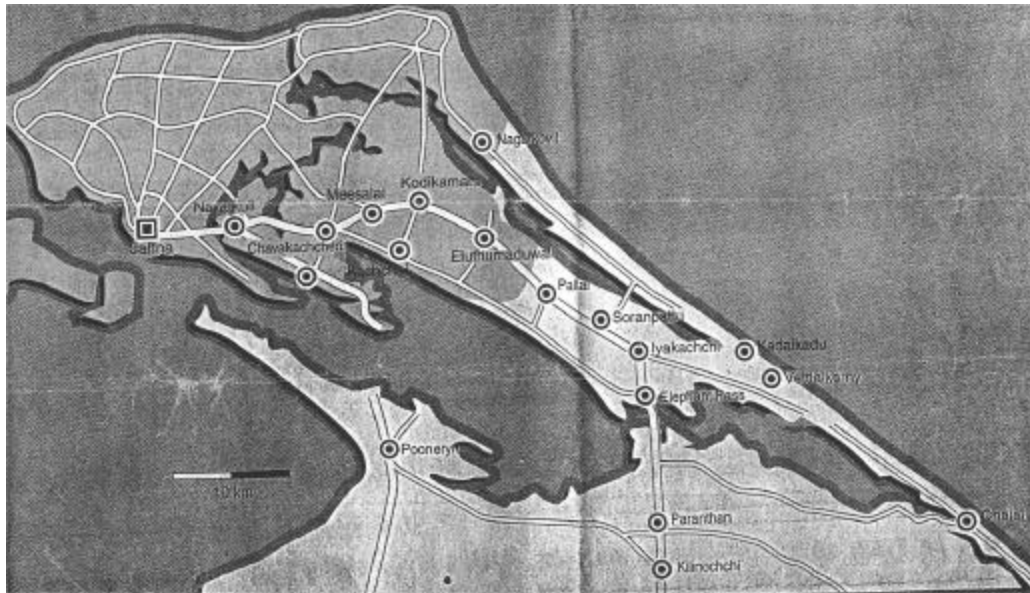 Nagarkovil
Kodikamam
Meesalai
Navatkuli
Jaffna
Chavakachcheri
Eluthumaduwal
Pallai
Soranpattu
Iyakachchi
Kadaikadu
Vettilaikerny
Elephant Pass
Pooneryn
10 km
Paranthan
Chalai
Kilinochchi